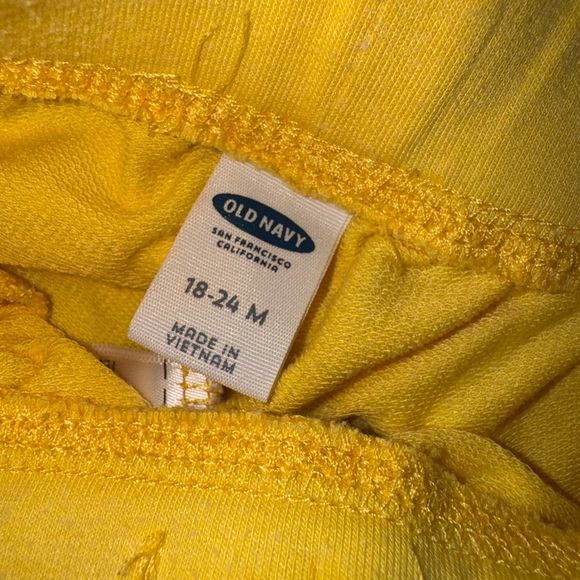 OLD NAVY
SAN FRANCISCO
CALIFORNIA
18-24 M
MADE IN
VIETNAM